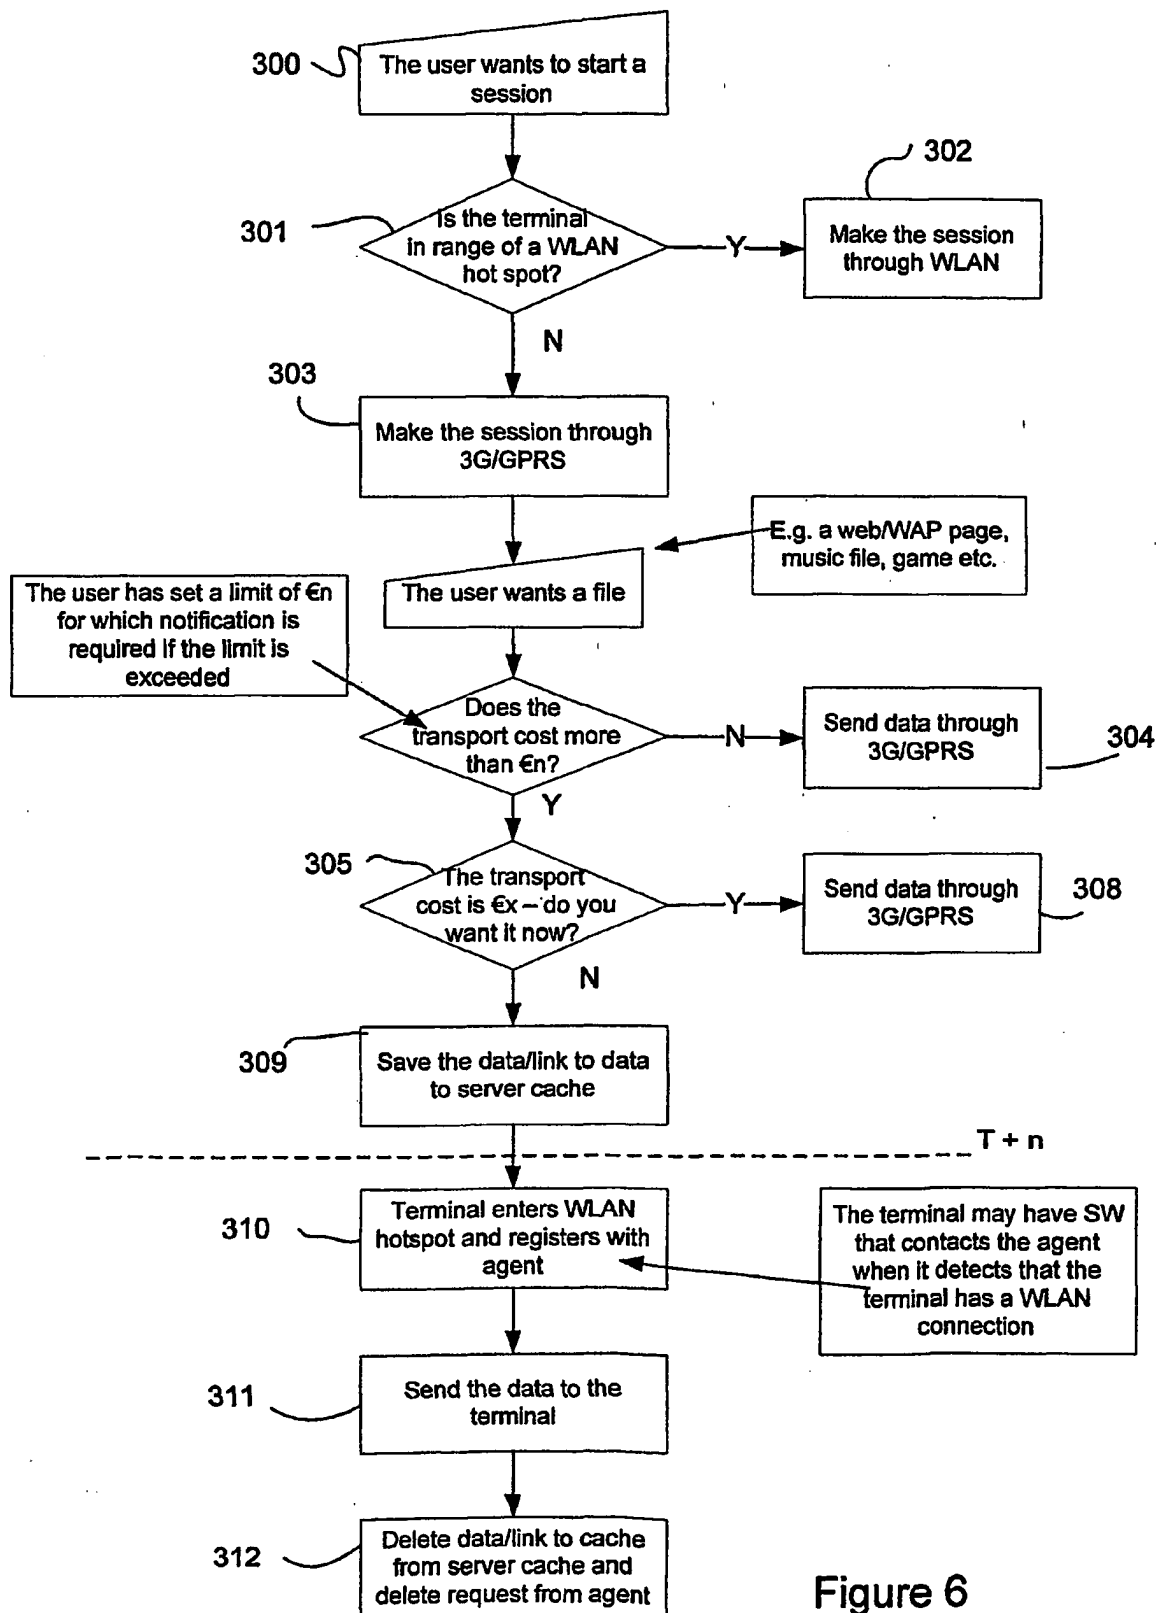 300
The user wants to start a
session
302
301
Is the terminal
in range of a WLAN
hot spot?
Y
Make the session
through WLAN
N
303
Make the session through
3G/GPRS
E.g. a web/WAP page,
music file, game etc.
The user wants a file
The user has set a limit of €n
for which notification is
required if the limit is
exceeded
Does the
transport cost more
than €n?
N
Send data through
3G/GPRS
304
Y
305
The transport
cost is €x – do you
want it now?
Y
Send data through
3G/GPRS
308
N
309
Save the data/link to data
to server cache
T + n
310
Terminal enters WLAN
hotspot and registers with
agent
The terminal may have SW
that contacts the agent
when it detects that the
terminal has a WLAN
connection
311
Send the data to the
terminal
312
Delete data/link to cache
from server cache and
delete request from agent
Figure 6